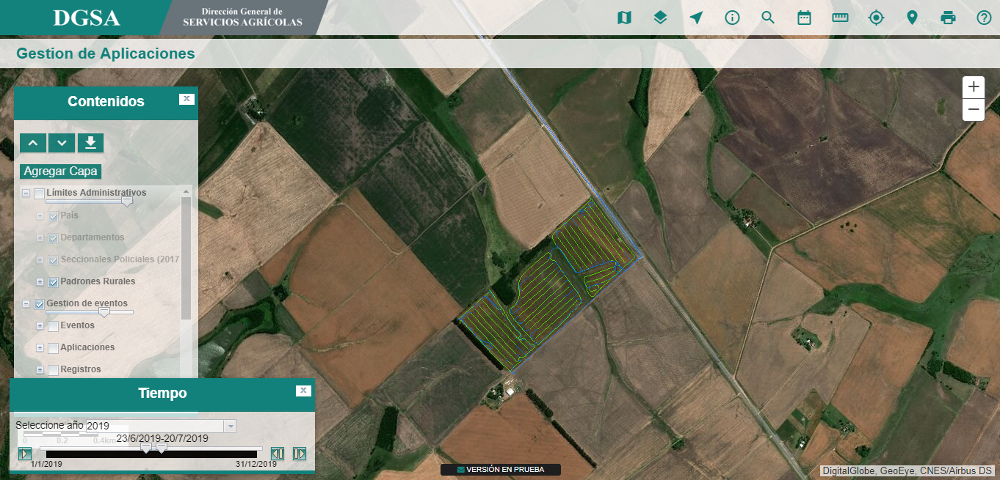 DGSA
Dirección General de
SERVICIOS AGRÍCOLAS
Gestion de Aplicaciones
Contenidos
x
Agregar Capa
Límites Administrativos
País
Departamentos
Seccionales Policiales (2017
Padrones Rurales
Gestion de eventos
Eventos
Aplicaciones
Registros
Tiempo
x
Seleccione año 2019
0 0.2 0.4km
23/6/2019-20/7/2019
1/1/2019 31/12/2019
VERSIÓN EN PRUEBA
DigitalGlobe, GeoEye, CNES/Airbus DS